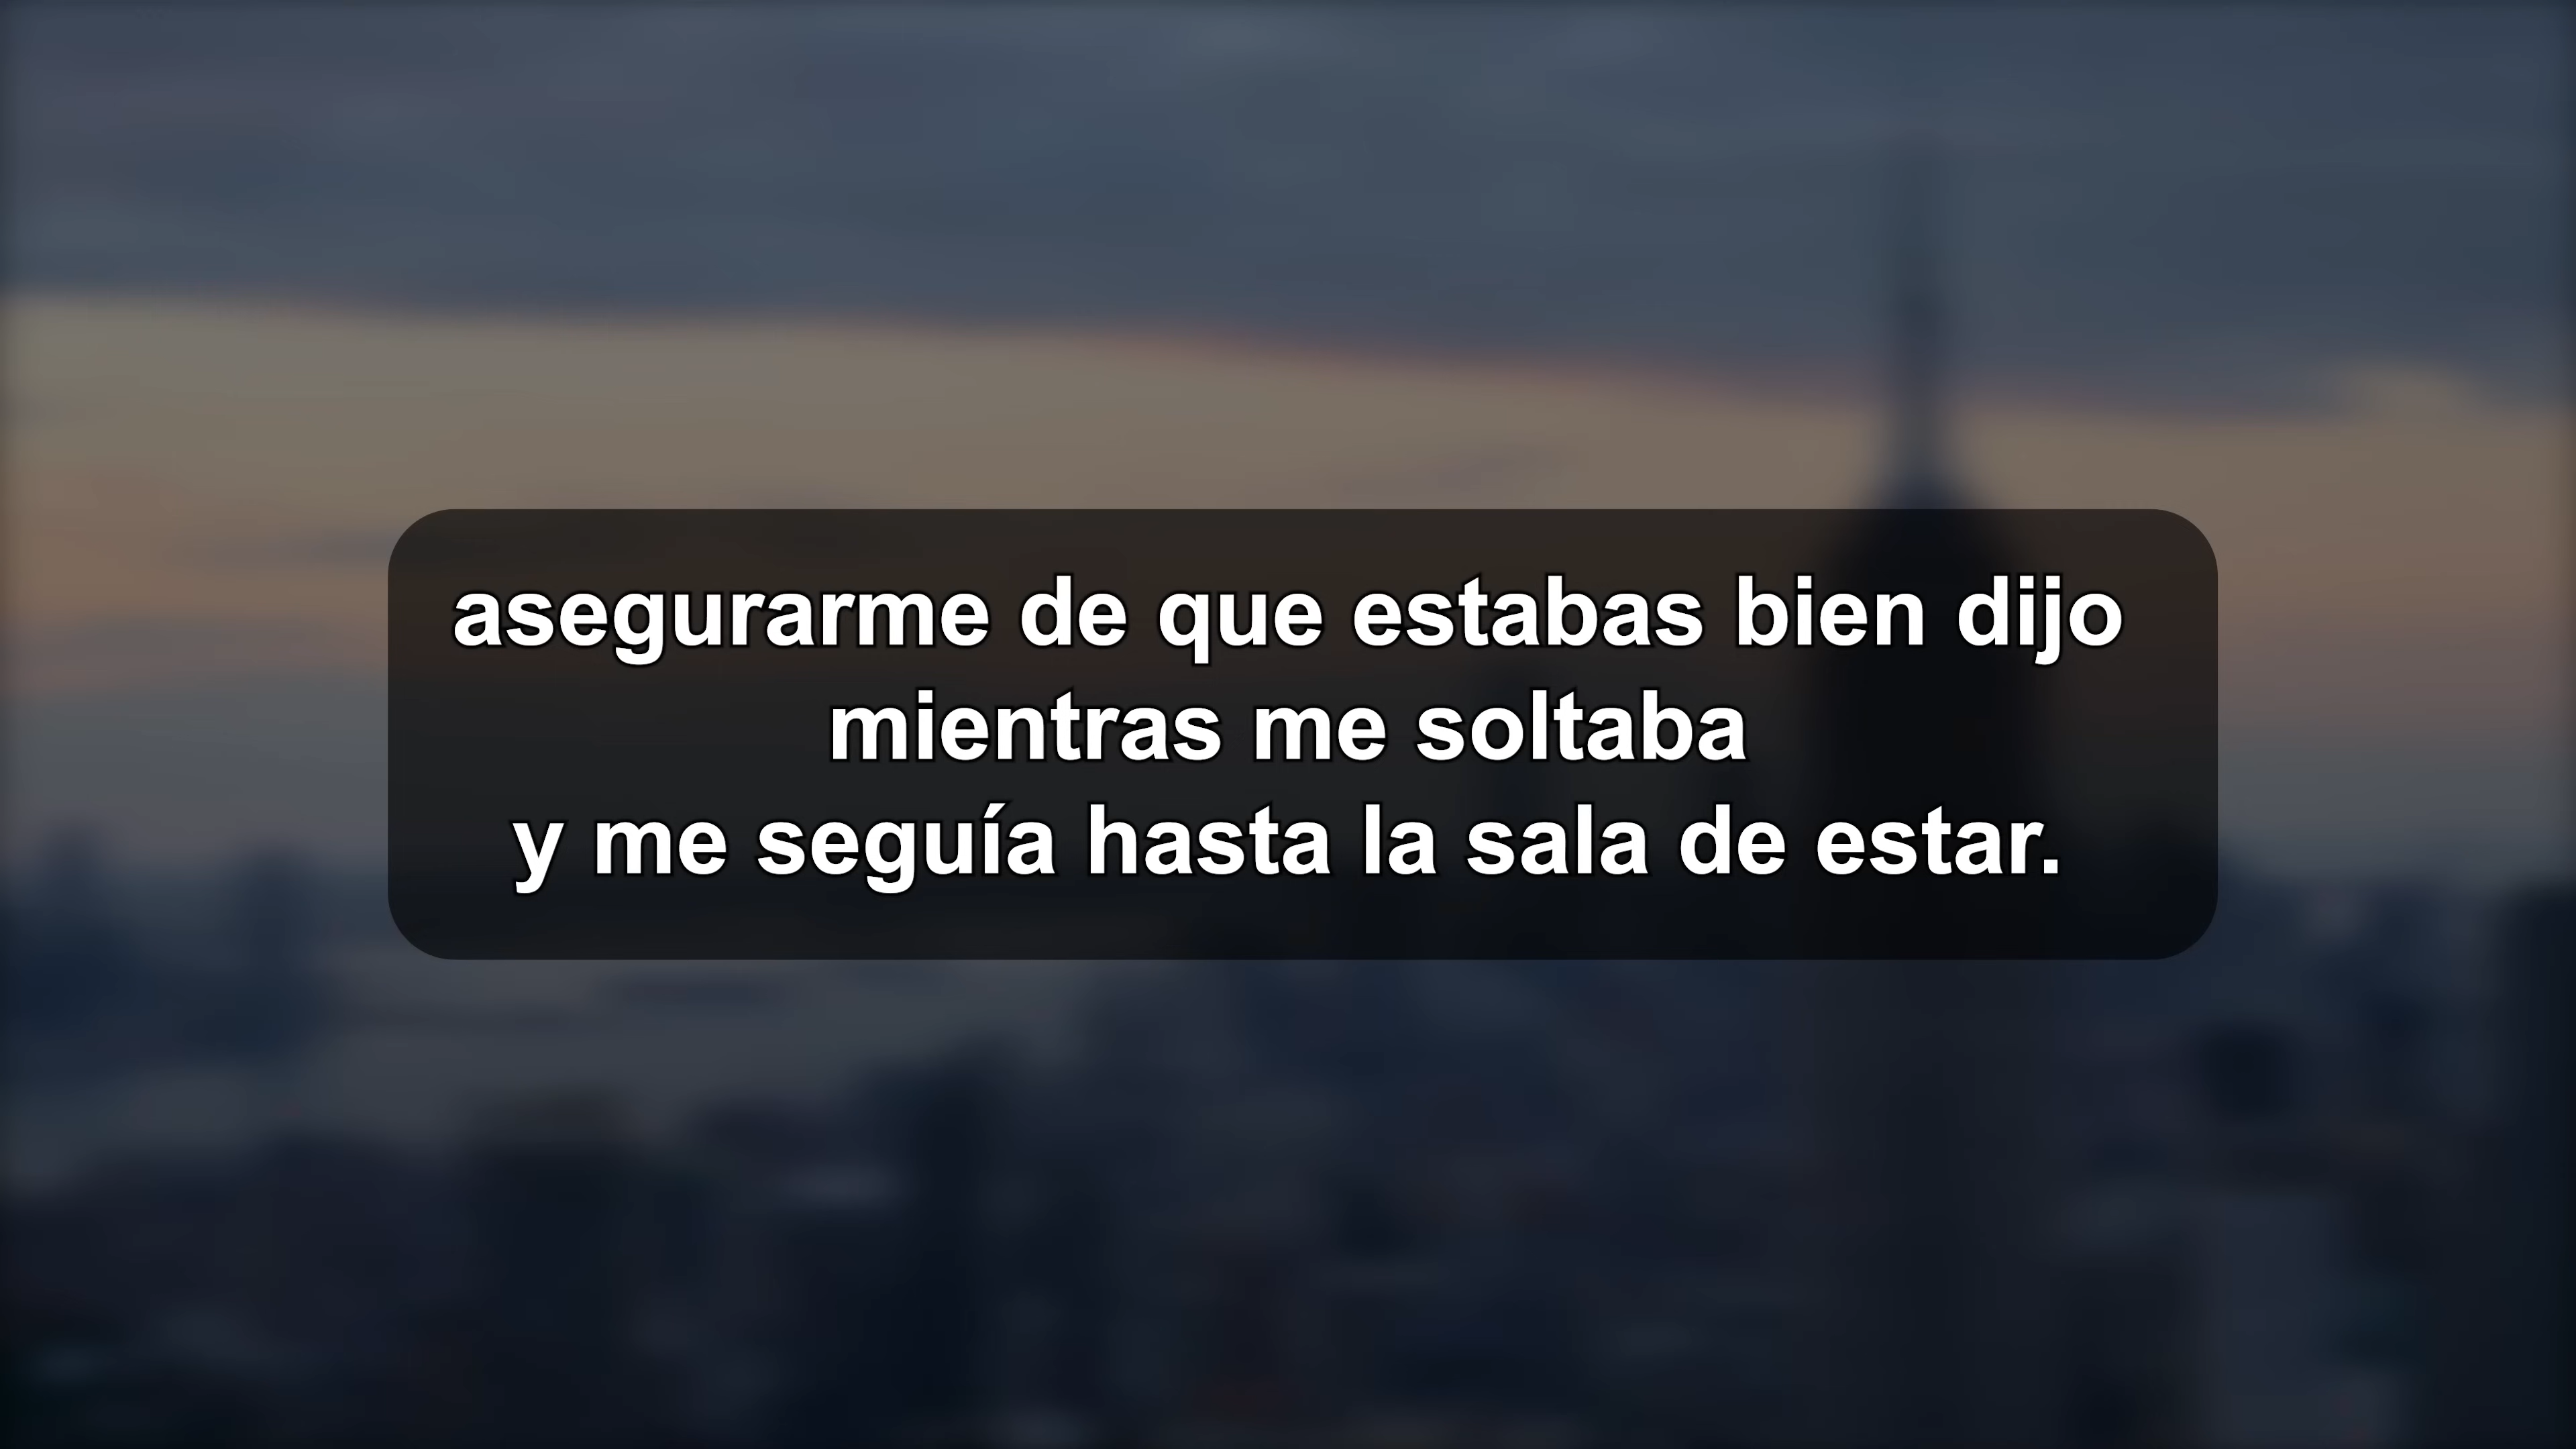 asegurarme de que estabas bien dijo
mientras me soltaba
y me seguía hasta la sala de estar.